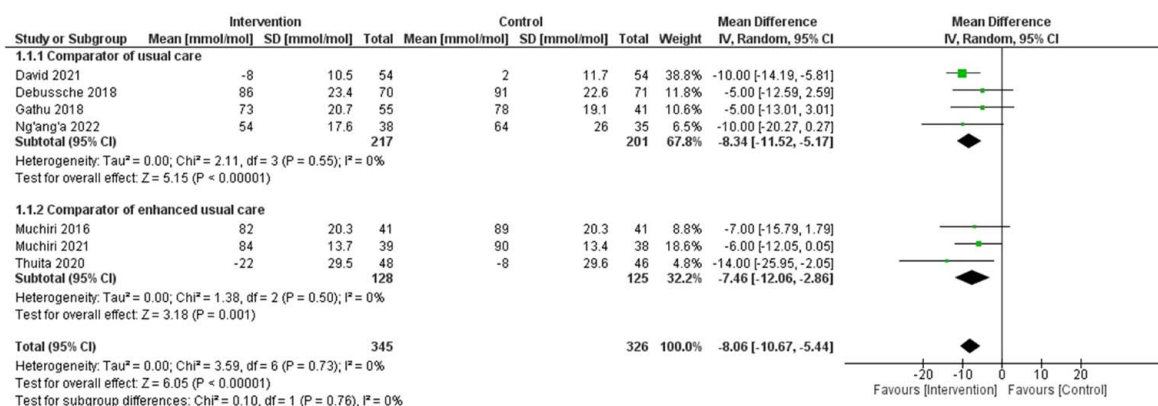 Intervention Control Mean Difference Mean Difference
Study or Subgroup Mean [mmol/mol] SD [mmol/mol] Total Mean [mmol/mol] SD [mmol/mol] Total Weight IV, Random, 95% CI IV, Random, 95% CI
1.1.1 Comparator of usual care
David 2021 -8 10.5 54 2 11.7 54 38.8% -10.00 [-14.19, -5.81]
Debussche 2018 86 23.4 70 91 22.6 71 11.8% -5.00 [-12.59, 2.59]
Gathu 2018 73 20.7 55 78 19.1 41 10.6% -5.00 [-13.01, 3.01]
Ng'ang'a 2022 54 17.6 38 64 26 35 6.5% -10.00 [-20.27, 0.27]
Subtotal (95% CI) 217 201 67.8% -8.34 [-11.52, -5.17]
Heterogeneity: Tau² = 0.00; Chi² = 2.11, df = 3 (P = 0.55); I² = 0%
Test for overall effect: Z = 5.15 (P < 0.00001)
1.1.2 Comparator of enhanced usual care
Muchiri 2016 82 20.3 41 89 20.3 41 8.8% -7.00 [-15.79, 1.79]
Muchiri 2021 84 13.7 39 90 13.4 38 18.6% -6.00 [-12.05, 0.05]
Thuita 2020 -22 29.5 48 -8 29.6 46 4.8% -14.00 [-25.95, -2.05]
Subtotal (95% CI) 128 125 32.2% -7.46 [-12.06, -2.86]
Heterogeneity: Tau² = 0.00; Chi² = 1.38, df = 2 (P = 0.50); I² = 0%
Test for overall effect: Z = 3.18 (P = 0.001)
Total (95% CI) 345 326 100.0% -8.06 [-10.67, -5.44]
Heterogeneity: Tau² = 0.00; Chi² = 3.59, df = 6 (P = 0.73); I² = 0%
Test for overall effect: Z = 6.05 (P < 0.00001)
Test for subgroup differences: Chi² = 0.10, df = 1 (P = 0.76), I² = 0%
-20 -10 0 10 20
Favours [Intervention] Favours [Control]